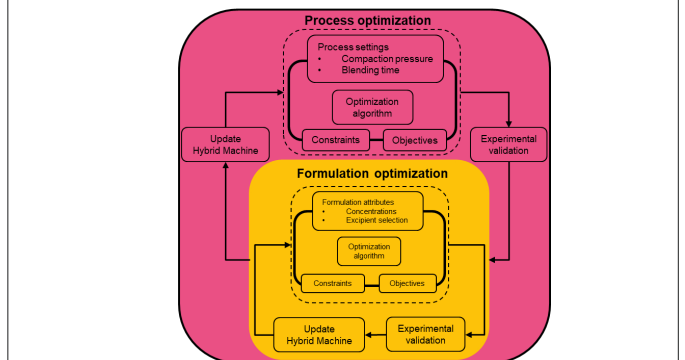 Process optimization
Process settings
• Compaction pressure
• Blending time
Optimization
algorithm
Constraints
Objectives
Update
Hybrid Machine
Experimental
validation
Formulation optimization
Formulation attributes
• Concentrations
• Excipient selection
Optimization
algorithm
Constraints
Objectives
Update
Hybrid Machine
Experimental
validation